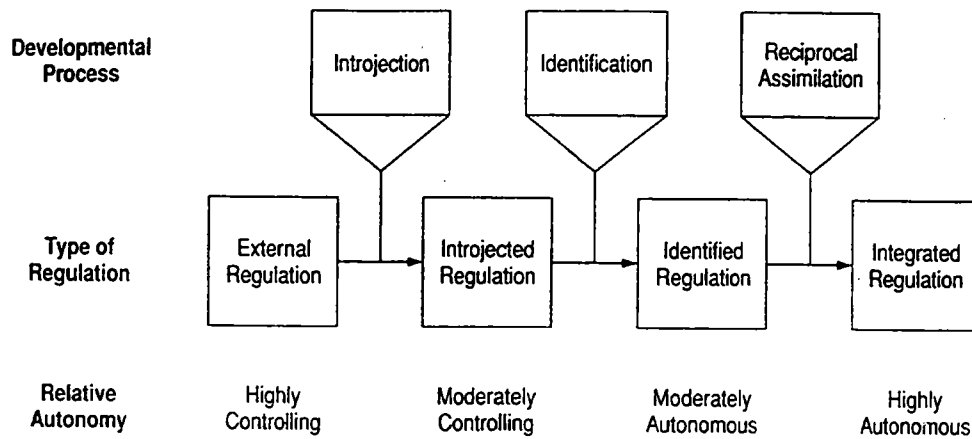 Developmental
Process
Introjection
Identification
Reciprocal
Assimilation
Type of
Regulation
External
Regulation
Introjected
Regulation
Identified
Regulation
Integrated
Regulation
Relative
Autonomy
Highly
Controlling
Moderately
Controlling
Moderately
Autonomous
Highly
Autonomous